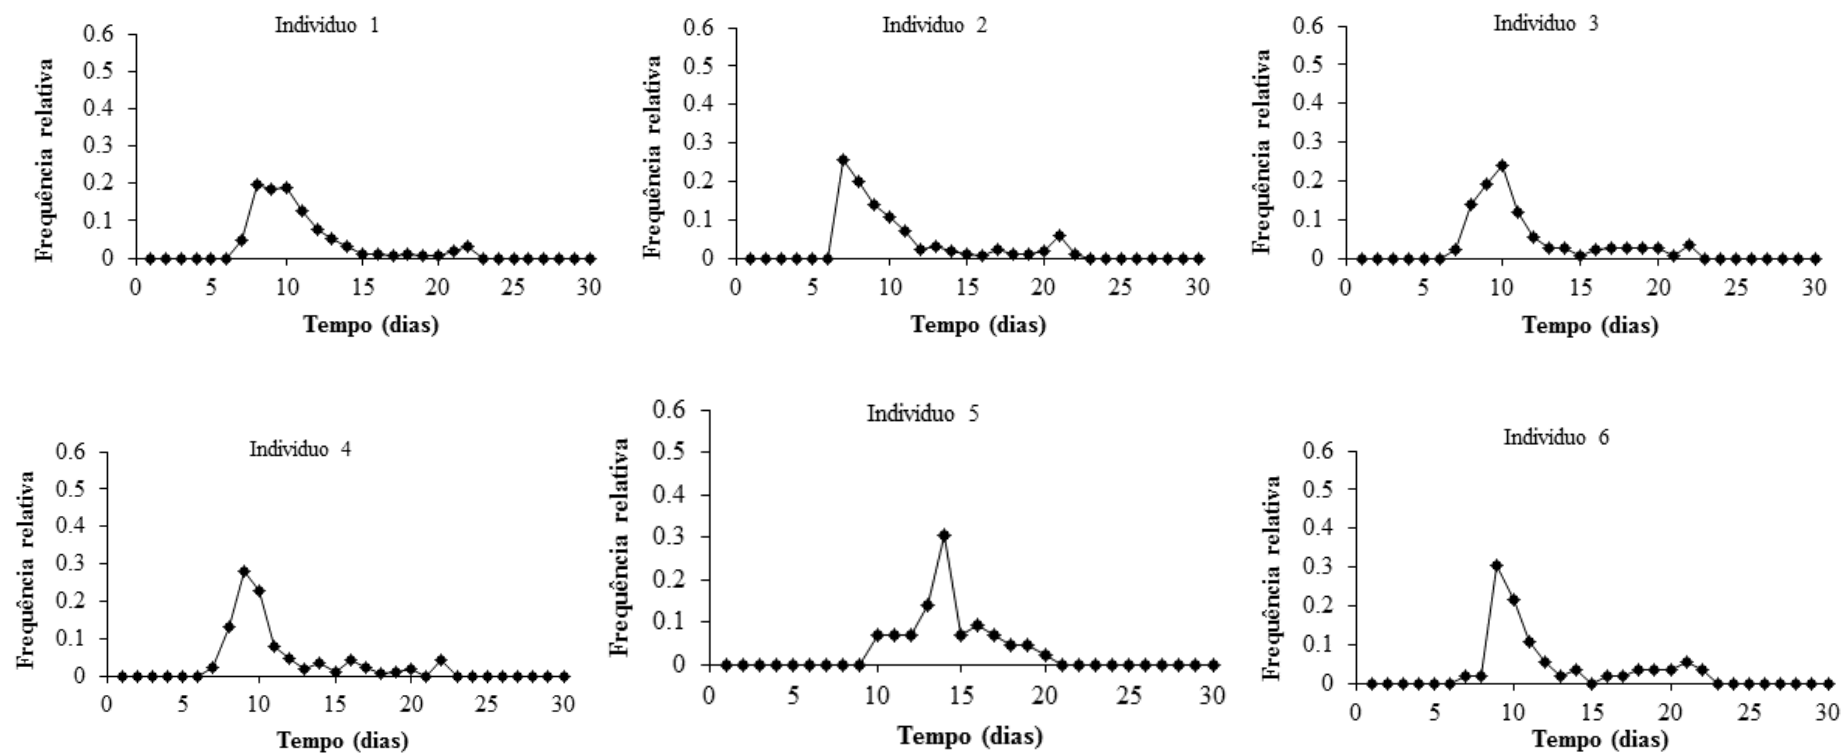 Individuo 1
0.6
0.5
0.4
0.3
0.2
0.1
0
Frequência relativa
0 5 10 15 20 25 30
Tempo (dias)
Individuo 2
0.6
0.5
0.4
0.3
0.2
0.1
0
Frequência relativa
0 5 10 15 20 25 30
Tempo (dias)
Individuo 3
0.6
0.5
0.4
0.3
0.2
0.1
0
Frequência relativa
0 5 10 15 20 25 30
Tempo (dias)
Individuo 4
0.6
0.5
0.4
0.3
0.2
0.1
0
Frequência relativa
0 5 10 15 20 25 30
Tempo (dias)
Individuo 5
0.6
0.5
0.4
0.3
0.2
0.1
0
Frequência relativa
0 5 10 15 20 25 30
Tempo (dias)
Individuo 6
0.6
0.5
0.4
0.3
0.2
0.1
0
Frequência relativa
0 5 10 15 20 25 30
Tempo (dias)